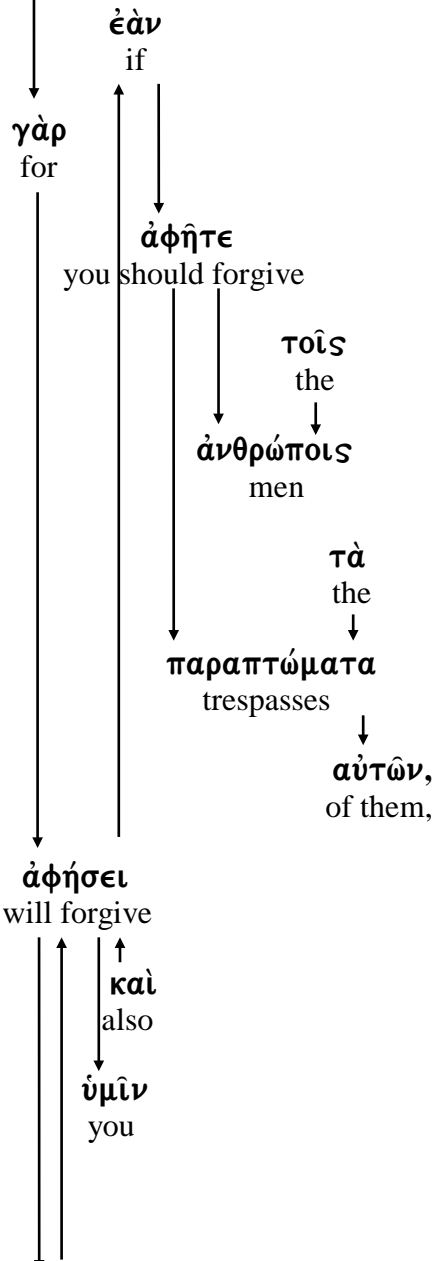 ἐὰν
if
γὰρ
for
ἀφῆτε
you should forgive
τοῖς
the
ἀνθρώποις
men
τὰ
the
παραπτώματα
trespasses
αὐτῶν,
of them,
ἀφήσει
will forgive
καὶ
also
ὑμῖν
you